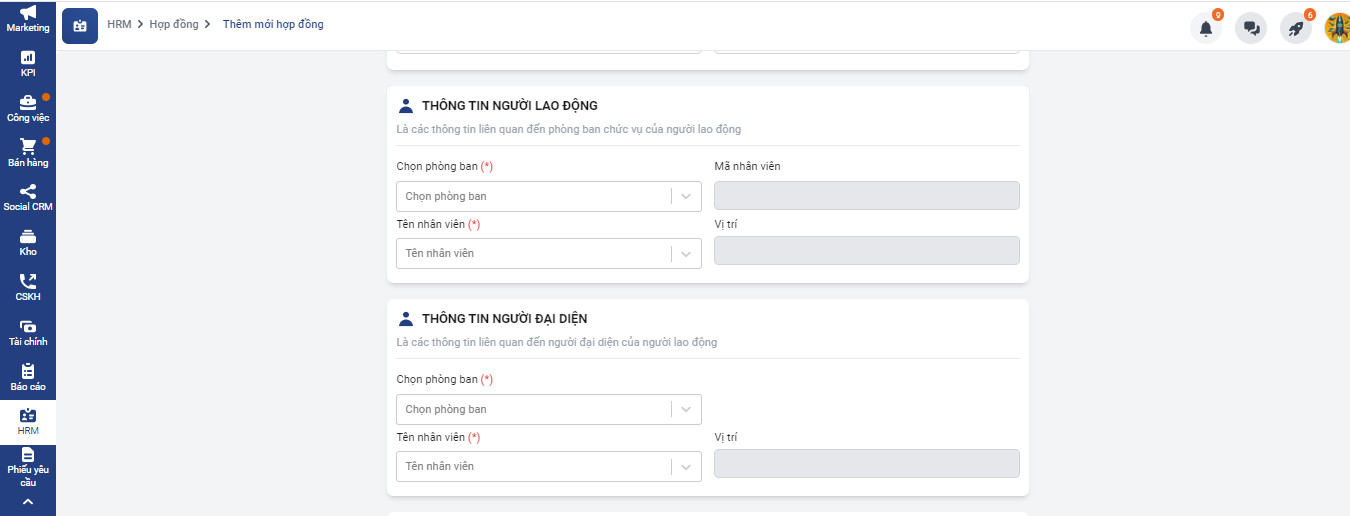 HRM > Hợp đồng > Thêm mới hợp đồng
9
6
Marketing
KPI
Công việc
Bán hàng
Social CRM
Kho
CSKH
Tài chính
Báo cáo
HRM
Phiếu yêu
cầu
THÔNG TIN NGƯỜI LAO ĐỘNG
Là các thông tin liên quan đến phòng ban chức vụ của người lao động
Chọn phòng ban (*)
Mã nhân viên
Chọn phòng ban
Tên nhân viên (*)
Vị trí
Tên nhân viên
THÔNG TIN NGƯỜI ĐẠI DIỆN
Là các thông tin liên quan đến người đại diện của người lao động
Chọn phòng ban (*)
Chọn phòng ban
Tên nhân viên (*)
Vị trí
Tên nhân viên